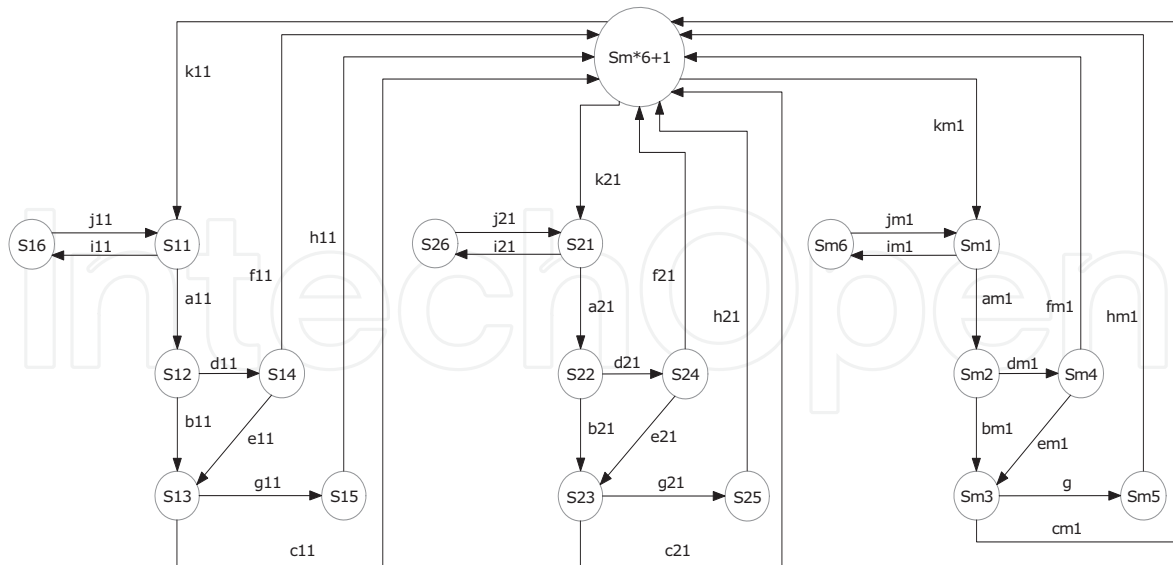 Sm*6+1
k11
km1
k21
j11
j21
jm1
S16
S11
h11
S26
S21
Sm6
Sm1
i11
i21
im1
f11
f21
fm1
hm1
a11
a21
am1
h21
S12
d11
S14
S22
d21
S24
Sm2
dm1
Sm4
b11
e11
b21
e21
bm1
em1
S13
g11
S15
S23
g21
S25
Sm3
g
Sm5
c11
c21
cm1
IntechOpen